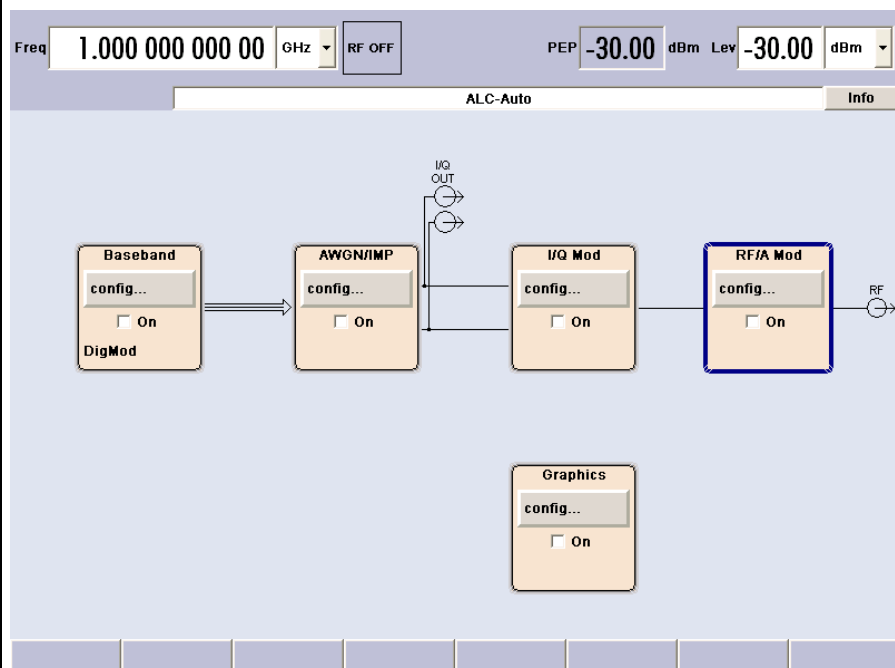 Freq 1.000 000 000 00 GHz RF OFF PEP -30.00 dBm Lev -30.00 dBm
ALC-Auto Info
I/Q
OUT
Baseband AWGN/IMP I/Q Mod RF/A Mod
config... config... config... config... RF
On On On On
DigMod
Graphics
config...
On